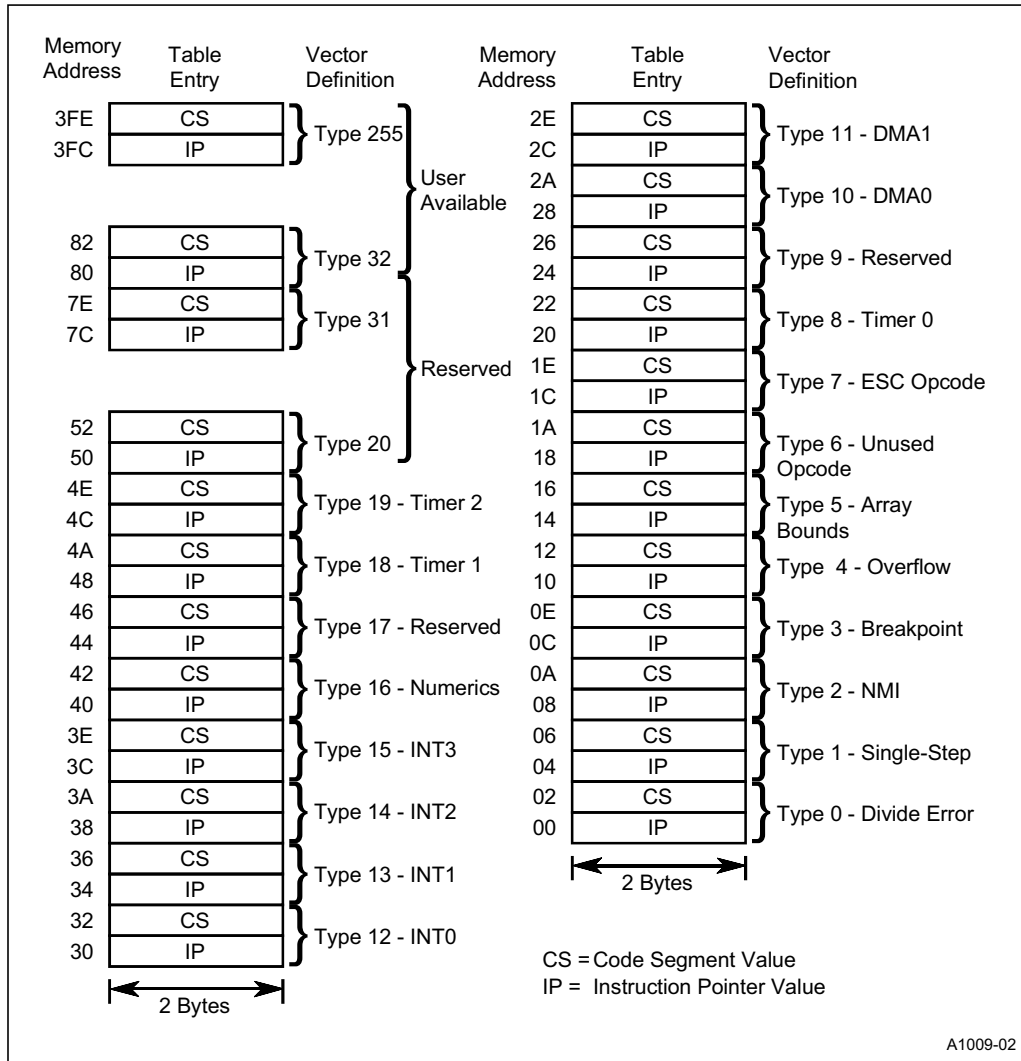 Memory Address Table Entry Vector Definition
3FE CS
3FC IP
Type 255
User Available
82 CS
80 IP
Type 32
7E CS
7C IP
Type 31
Reserved
52 CS
50 IP
Type 20
4E CS
4C IP
Type 19 - Timer 2
4A CS
48 IP
Type 18 - Timer 1
46 CS
44 IP
Type 17 - Reserved
42 CS
40 IP
Type 16 - Numerics
3E CS
3C IP
Type 15 - INT3
3A CS
38 IP
Type 14 - INT2
36 CS
34 IP
Type 13 - INT1
32 CS
30 IP
Type 12 - INT0
2 Bytes
Memory Address Table Entry Vector Definition
2E CS
2C IP
Type 11 - DMA1
2A CS
28 IP
Type 10 - DMA0
26 CS
24 IP
Type 9 - Reserved
22 CS
20 IP
Type 8 - Timer 0
1E CS
1C IP
Type 7 - ESC Opcode
1A CS
18 IP
Type 6 - Unused
Opcode
16 CS
14 IP
Type 5 - Array
Bounds
12 CS
10 IP
Type 4 - Overflow
0E CS
0C IP
Type 3 - Breakpoint
0A CS
08 IP
Type 2 - NMI
06 CS
04 IP
Type 1 - Single-Step
02 CS
00 IP
Type 0 - Divide Error
2 Bytes
CS = Code Segment Value
IP = Instruction Pointer Value
A1009-02